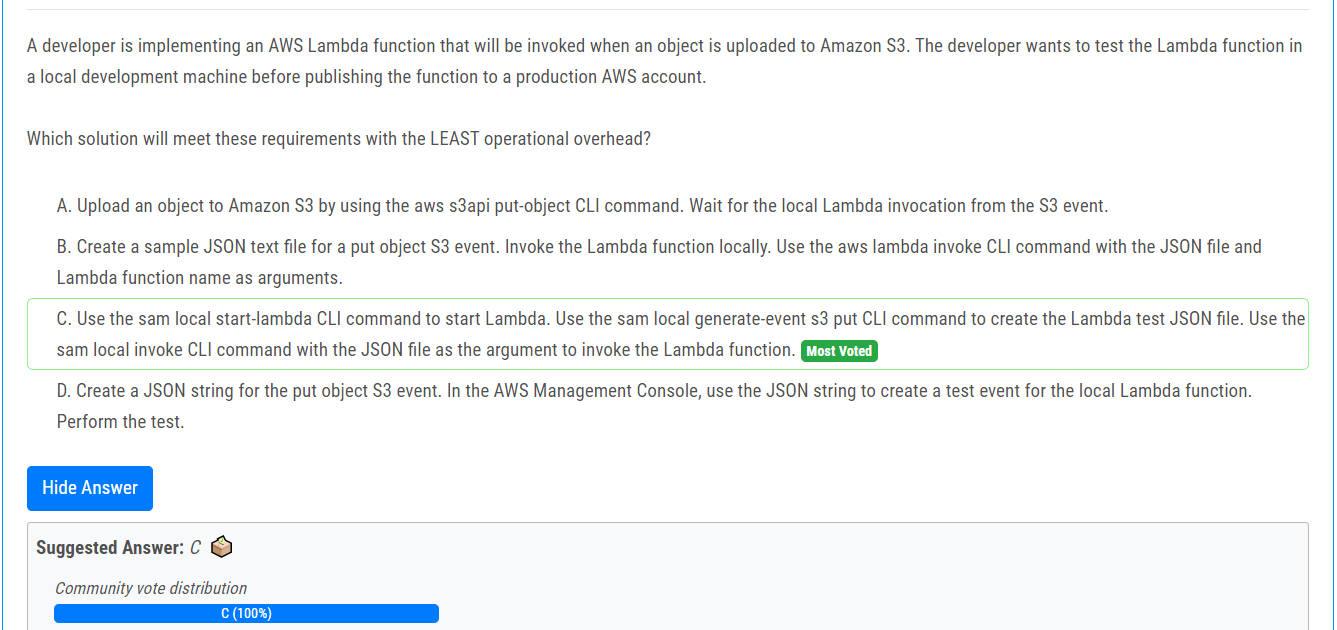 A developer is implementing an AWS Lambda function that will be invoked when an object is uploaded to Amazon S3. The developer wants to test the Lambda function in
a local development machine before publishing the function to a production AWS account.
Which solution will meet these requirements with the LEAST operational overhead?
A. Upload an object to Amazon S3 by using the aws s3api put-object CLI command. Wait for the local Lambda invocation from the S3 event.
B. Create a sample JSON text file for a put object S3 event. Invoke the Lambda function locally. Use the aws lambda invoke CLI command with the JSON file and
Lambda function name as arguments.
C. Use the sam local start-lambda CLI command to start Lambda. Use the sam local generate-event s3 put CLI command to create the Lambda test JSON file. Use the
sam local invoke CLI command with the JSON file as the argument to invoke the Lambda function. Most Voted
D. Create a JSON string for the put object S3 event. In the AWS Management Console, use the JSON string to create a test event for the local Lambda function.
Perform the test.
Hide Answer
Suggested Answer: C
Community vote distribution
C (100%)